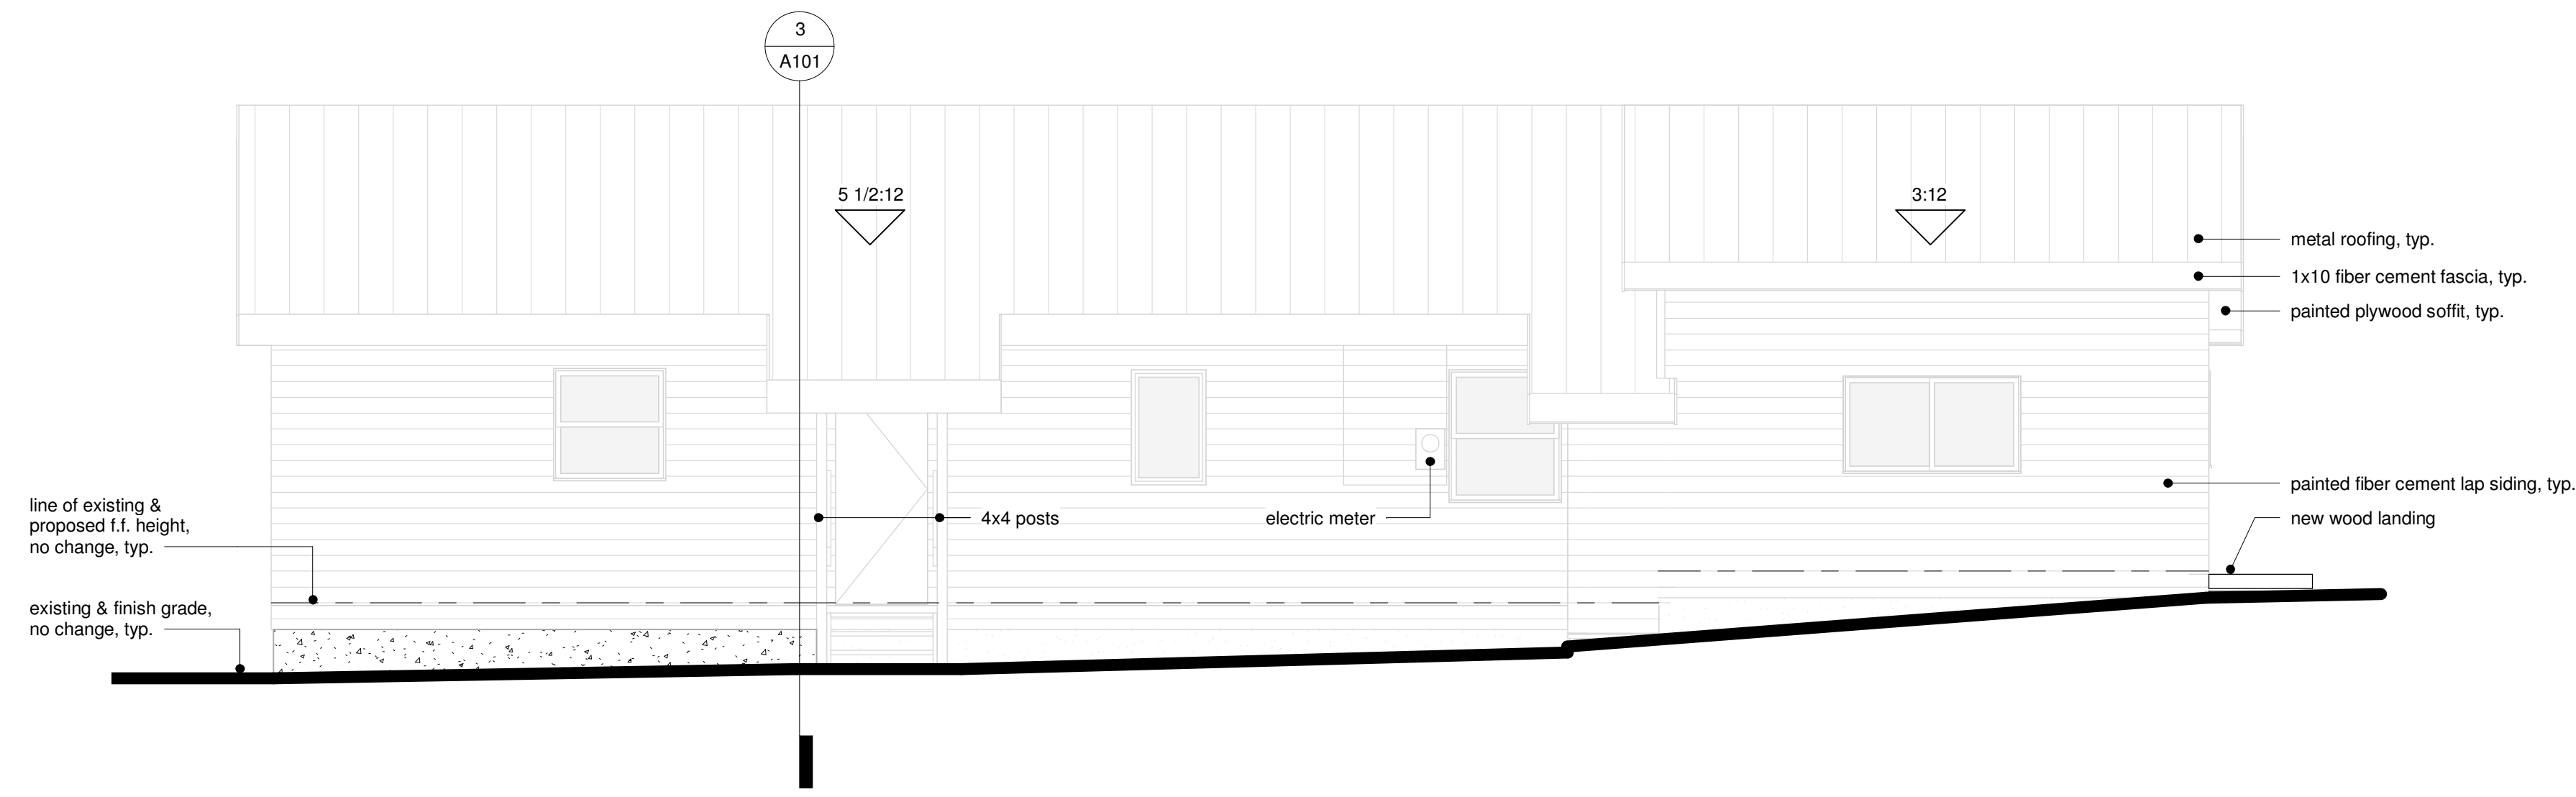 3
A101
5 1/2:12
3:12
metal roofing, typ.
1x10 fiber cement fascia, typ.
painted plywood soffit, typ.
painted fiber cement lap siding, typ.
new wood landing
line of existing &
proposed f.f. height,
no change, typ.
4x4 posts
electric meter
existing & finish grade,
no change, typ.